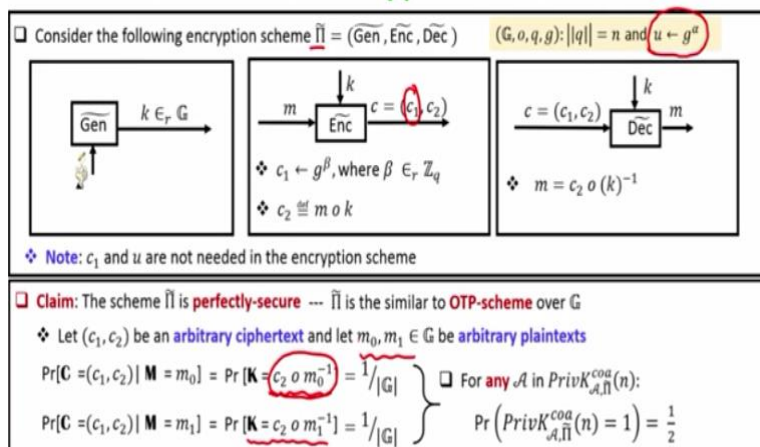 ❑ Consider the following encryption scheme Π̃ = (G̃en, Ẽnc, D̃ec)
(𝔾, o, q, g): ||q|| = n and u ← g^α
k ∈_r 𝔾
G̃en
k
m
c = (c₁, c₂)
Ẽnc
❖ c₁ ← g^β, where β ∈_r ℤ_q
❖ c₂ ≝ m o k
k
c = (c₁, c₂)
m
D̃ec
❖ m = c₂ o (k)⁻¹
❖ Note: c₁ and u are not needed in the encryption scheme
❑ Claim: The scheme Π̃ is perfectly-secure --- Π̃ is the similar to OTP-scheme over 𝔾
❖ Let (c₁, c₂) be an arbitrary ciphertext and let m₀, m₁ ∈ 𝔾 be arbitrary plaintexts
Pr[C =(c₁, c₂)| M = m₀] = Pr [K = c₂ o m₀⁻¹] = 1/|𝔾|
Pr[C =(c₁, c₂)| M = m₁] = Pr [K = c₂ o m₁⁻¹] = 1/|𝔾|
❑ For any 𝒜 in PrivK^coa_𝒜,Π̃(n):
Pr (PrivK^coa_𝒜,Π̃(n) = 1) = 1/2